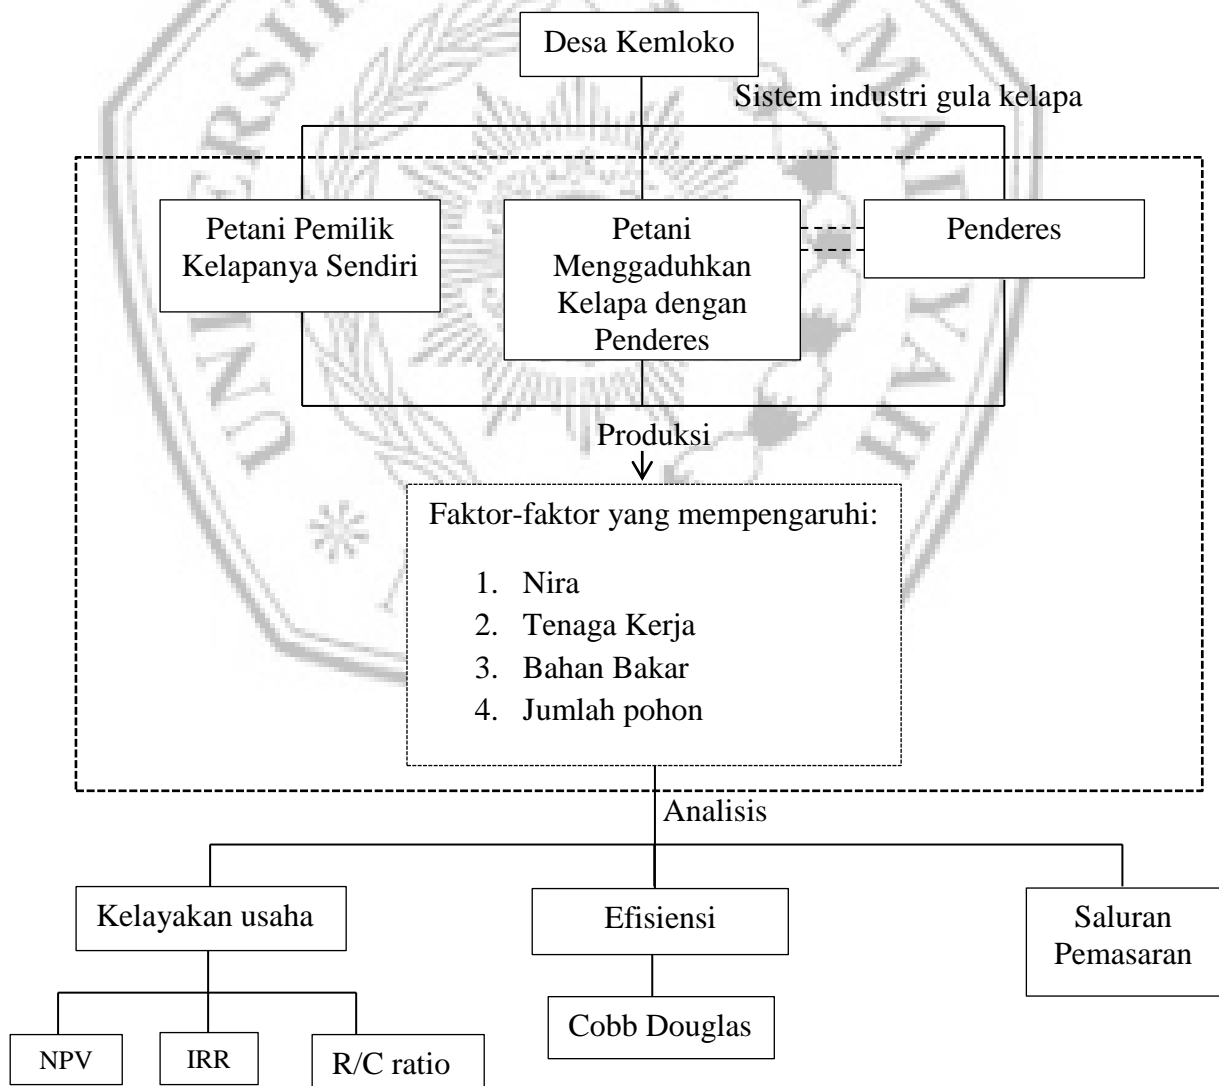 Desa Kemloko
Sistem industri gula kelapa
Petani Pemilik
Kelapanya Sendiri
Petani
Menggaduhkan
Kelapa dengan
Penderes
Penderes
Produksi
Faktor-faktor yang mempengaruhi:
1. Nira
2. Tenaga Kerja
3. Bahan Bakar
4. Jumlah pohon
Analisis
Kelayakan usaha
Efisiensi
Saluran
Pemasaran
NPV
IRR
R/C ratio
Cobb Douglas